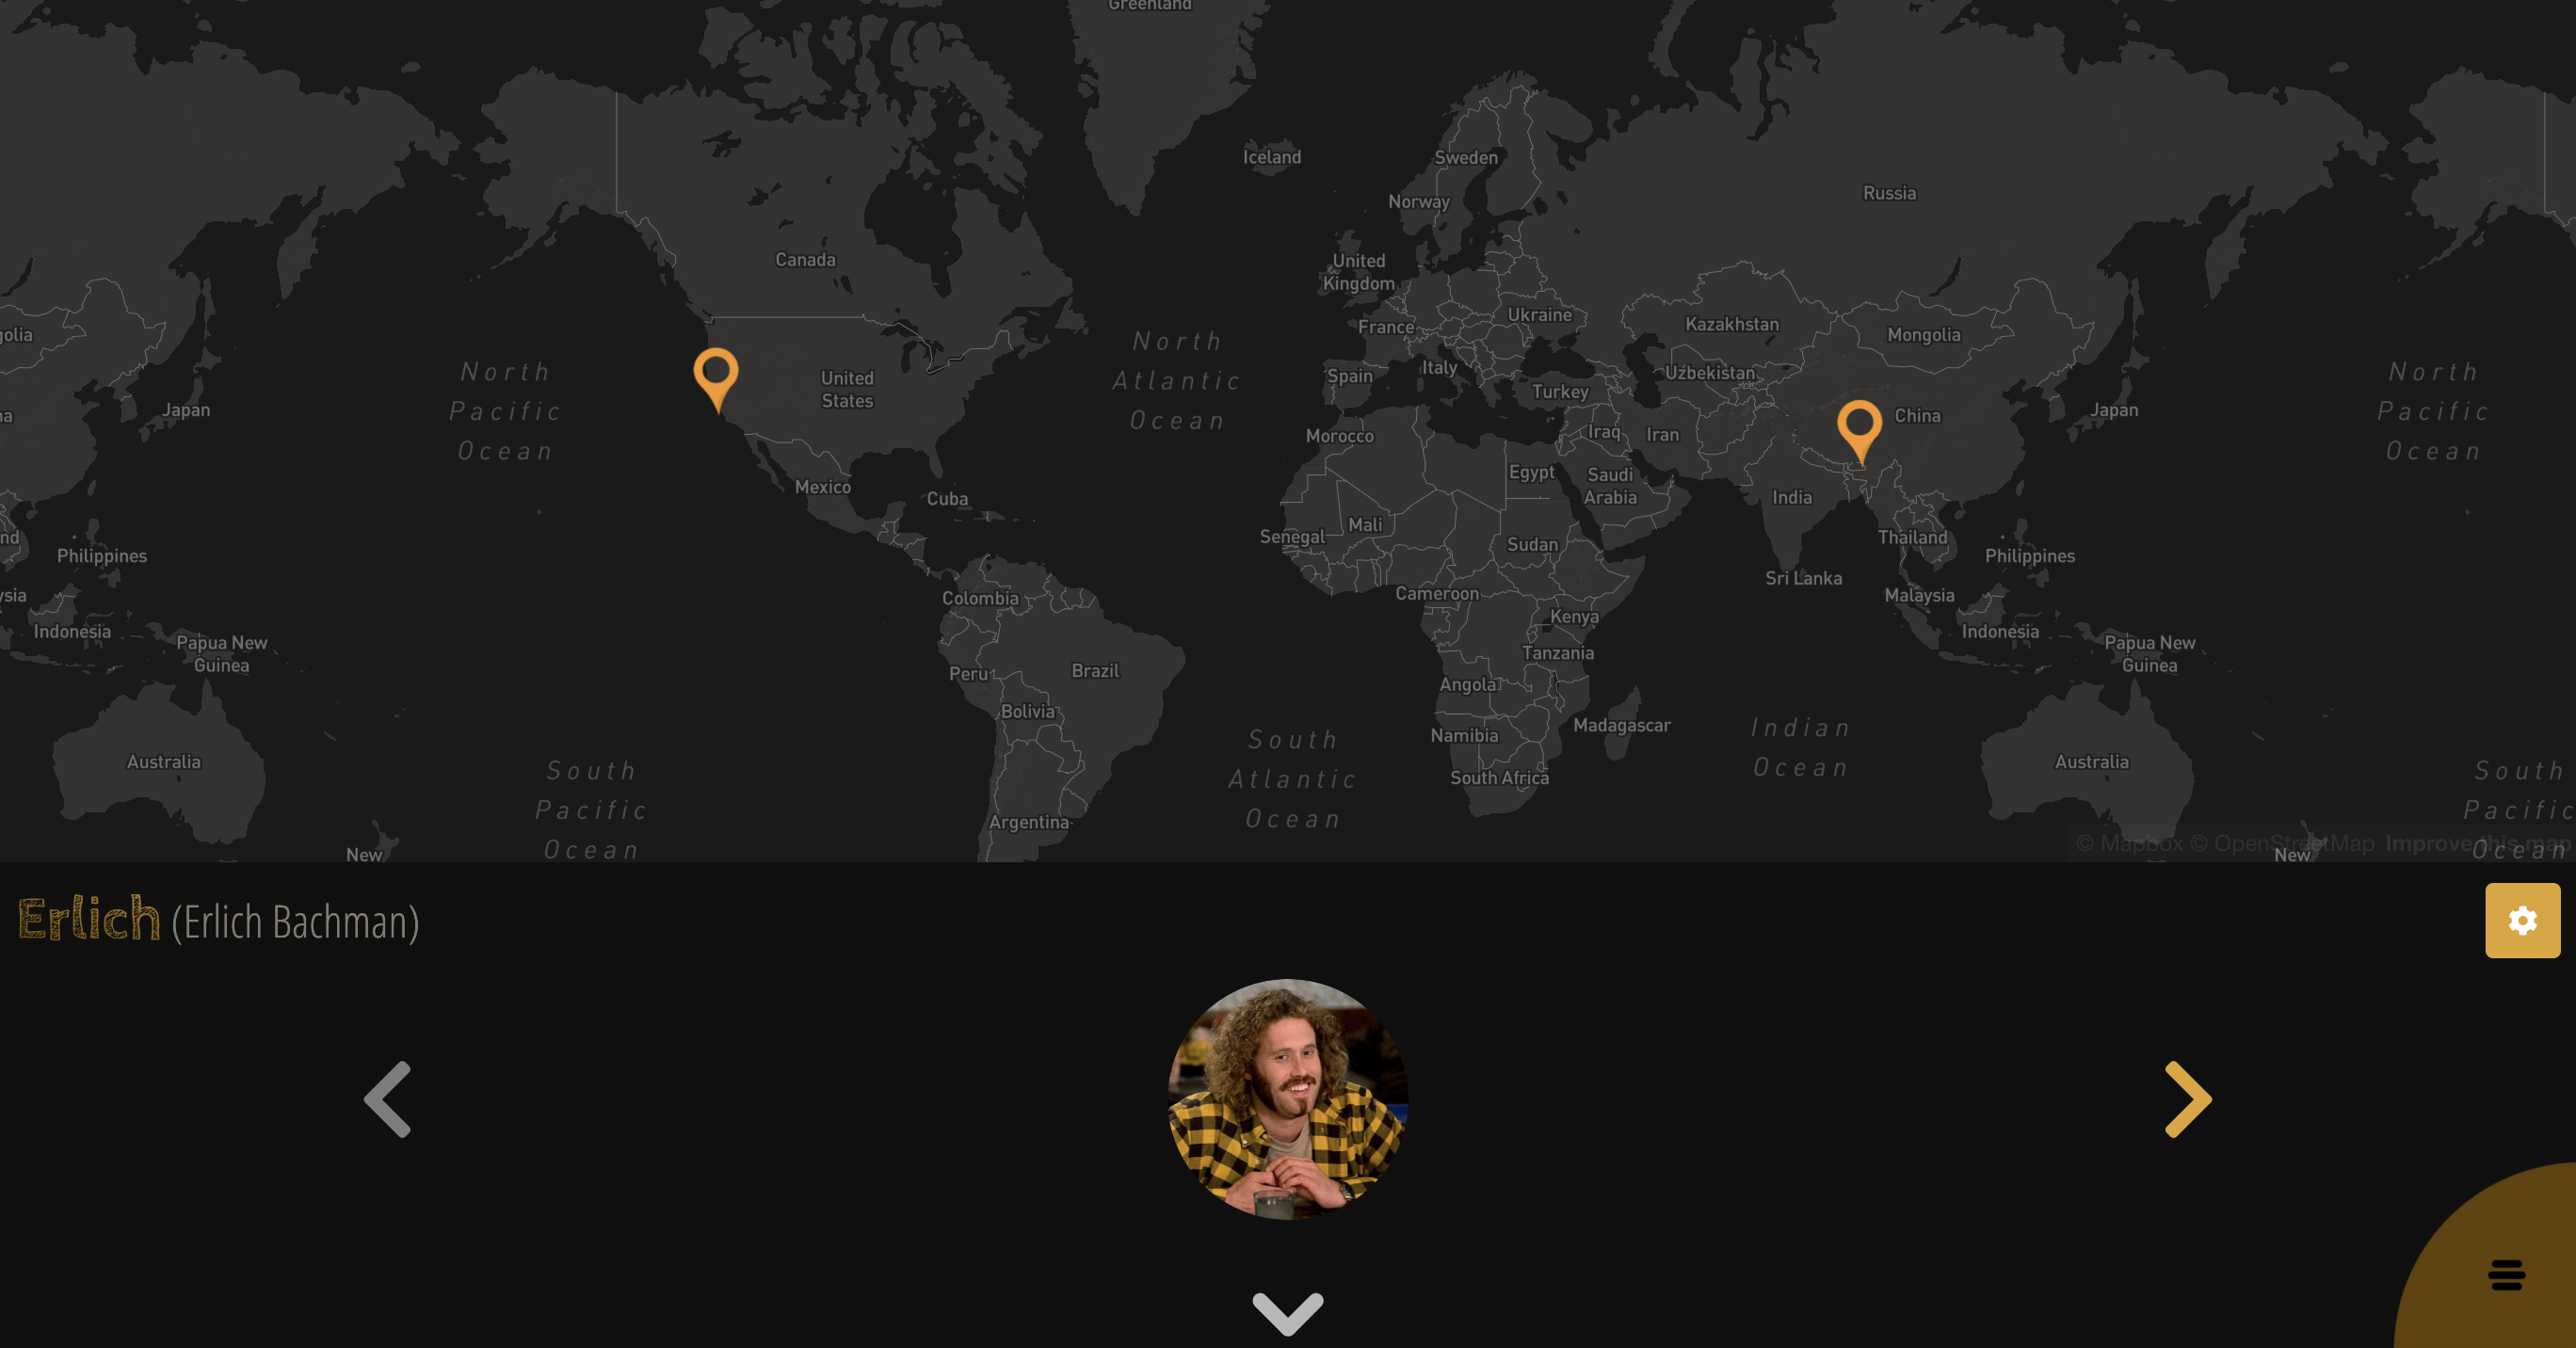 Greenland
Iceland
Sweden
Norway
Russia
Canada
United
Kingdom
Ukraine
France
Kazakhstan
Mongolia
golia
North
Pacific
Ocean
North
Atlantic
Ocean
North
Pacific
Ocean
United
States
Spain
Italy
Uzbekistan
Turkey
Japan
na
China
Japan
Morocco
Iraq
Iran
Egypt
Saudi
Arabia
Mexico
Cuba
India
Mali
Senegal
Sudan
nd
Thailand
Philippines
Philippines
Sri Lanka
ysia
Colombia
Cameroon
Malaysia
Kenya
Indonesia
Indonesia
Papua New
Guinea
Papua New
Guinea
Tanzania
Peru
Brazil
Angola
Bolivia
Namibia
Madagascar
Indian
Ocean
South
Atlantic
Ocean
Australia
Australia
South
Pacific
Ocean
South
Pacific
Ocean
South Africa
Argentina
New
New
© Mapbox © OpenStreetMap Improve this map
Erlich (Erlich Bachman)